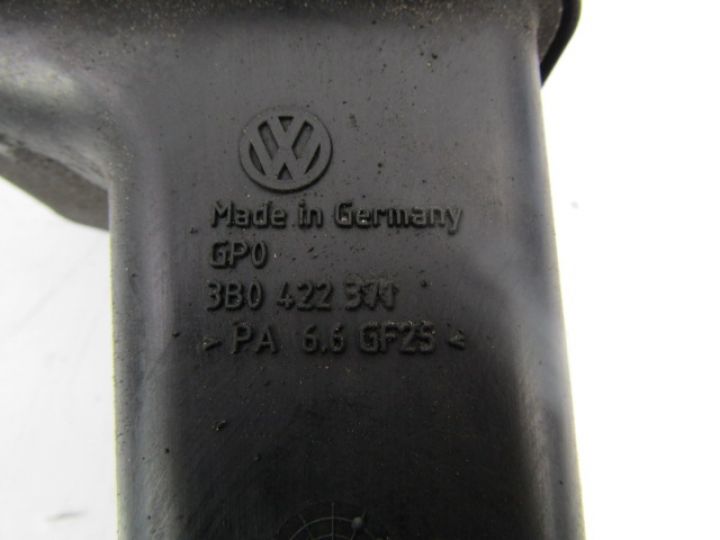 Made in Germany
GP0
3B0 422 371
>PA 6.6 GF25<